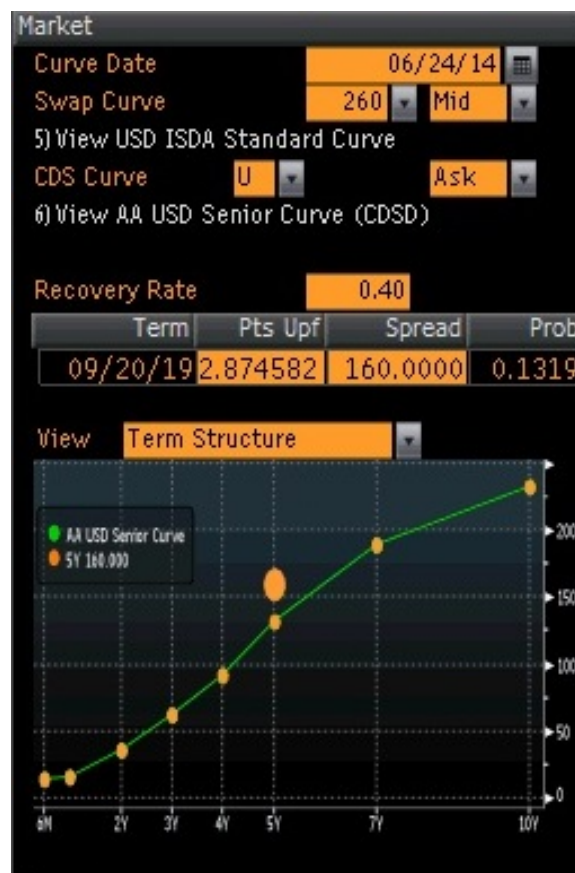 Market
Curve Date 06/24/14
Swap Curve 260 Mid
5) View USD ISDA Standard Curve
CDS Curve U Ask
6) View AA USD Senior Curve (CDSD)
Recovery Rate 0.40
Term Pts Upf Spread Prob
09/20/19 2.874582 160.0000 0.1319
View Term Structure
AA USD Senior Curve
5Y 160.000
200
150
100
50
0
6M 2Y 3Y 4Y 5Y 7Y 10Y